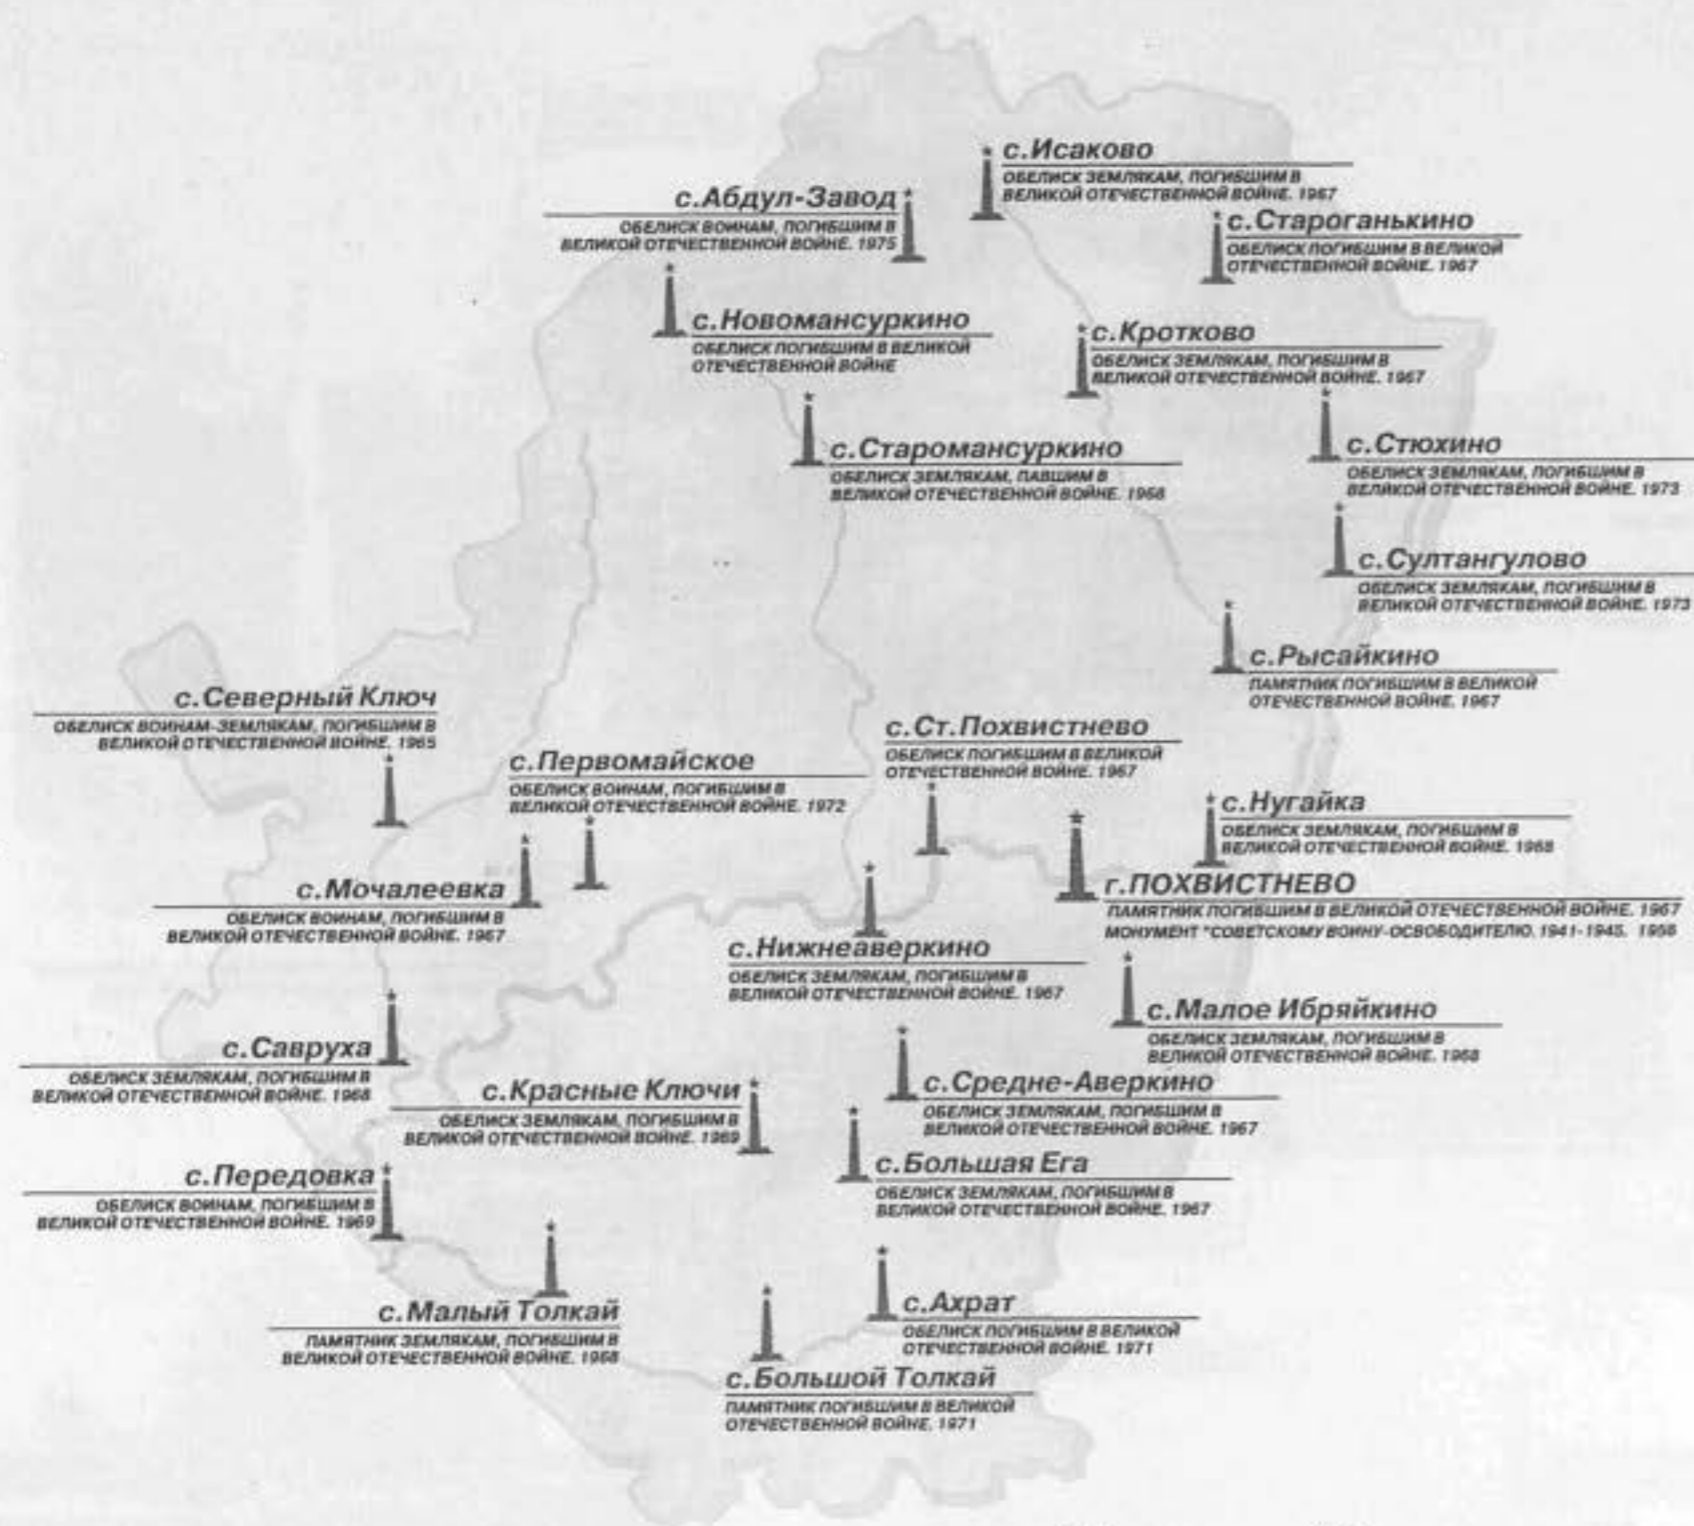 с.Исаково
ОБЕЛИСК ЗЕМЛЯКАМ, ПОГИБШИМ В
ВЕЛИКОЙ ОТЕЧЕСТВЕННОЙ ВОЙНЕ. 1967
с.Абдул-Завод
ОБЕЛИСК ВОИНАМ, ПОГИБШИМ В
ВЕЛИКОЙ ОТЕЧЕСТВЕННОЙ ВОЙНЕ. 1975
с.Староганькино
ОБЕЛИСК ПОГИБШИМ В ВЕЛИКОЙ
ОТЕЧЕСТВЕННОЙ ВОЙНЕ. 1967
с.Новомансуркино
ОБЕЛИСК ПОГИБШИМ В ВЕЛИКОЙ
ОТЕЧЕСТВЕННОЙ ВОЙНЕ
с.Кротково
ОБЕЛИСК ЗЕМЛЯКАМ, ПОГИБШИМ В
ВЕЛИКОЙ ОТЕЧЕСТВЕННОЙ ВОЙНЕ. 1967
с.Старомансуркино
ОБЕЛИСК ЗЕМЛЯКАМ, ПАВШИМ В
ВЕЛИКОЙ ОТЕЧЕСТВЕННОЙ ВОЙНЕ. 1968
с.Стюхино
ОБЕЛИСК ЗЕМЛЯКАМ, ПОГИБШИМ В
ВЕЛИКОЙ ОТЕЧЕСТВЕННОЙ ВОЙНЕ. 1973
с.Султангулово
ОБЕЛИСК ЗЕМЛЯКАМ, ПОГИБШИМ В
ВЕЛИКОЙ ОТЕЧЕСТВЕННОЙ ВОЙНЕ. 1973
с.Рысайкино
ПАМЯТНИК ПОГИБШИМ В ВЕЛИКОЙ
ОТЕЧЕСТВЕННОЙ ВОЙНЕ. 1967
с.Северный Ключ
ОБЕЛИСК ВОИНАМ-ЗЕМЛЯКАМ, ПОГИБШИМ В
ВЕЛИКОЙ ОТЕЧЕСТВЕННОЙ ВОЙНЕ. 1965
с.Ст.Похвистнево
ОБЕЛИСК ПОГИБШИМ В ВЕЛИКОЙ
ОТЕЧЕСТВЕННОЙ ВОЙНЕ. 1967
с.Первомайское
ОБЕЛИСК ВОИНАМ, ПОГИБШИМ В
ВЕЛИКОЙ ОТЕЧЕСТВЕННОЙ ВОЙНЕ. 1972
с.Нугайка
ОБЕЛИСК ЗЕМЛЯКАМ, ПОГИБШИМ В
ВЕЛИКОЙ ОТЕЧЕСТВЕННОЙ ВОЙНЕ. 1968
с.Мочалеевка
ОБЕЛИСК ВОИНАМ, ПОГИБШИМ В
ВЕЛИКОЙ ОТЕЧЕСТВЕННОЙ ВОЙНЕ. 1967
г.ПОХВИСТНЕВО
ПАМЯТНИК ПОГИБШИМ В ВЕЛИКОЙ ОТЕЧЕСТВЕННОЙ ВОЙНЕ. 1967
МОНУМЕНТ "СОВЕТСКОМУ ВОИНУ-ОСВОБОДИТЕЛЮ. 1941-1945.
с.Нижнеаверкино
ОБЕЛИСК ЗЕМЛЯКАМ, ПОГИБШИМ В
ВЕЛИКОЙ ОТЕЧЕСТВЕННОЙ ВОЙНЕ. 1967
с.Малое Ибряйкино
ОБЕЛИСК ЗЕМЛЯКАМ, ПОГИБШИМ В
ВЕЛИКОЙ ОТЕЧЕСТВЕННОЙ ВОЙНЕ. 1968
с.Савруха
ОБЕЛИСК ЗЕМЛЯКАМ, ПОГИБШИМ В
ВЕЛИКОЙ ОТЕЧЕСТВЕННОЙ ВОЙНЕ. 1968
с.Красные Ключи
ОБЕЛИСК ЗЕМЛЯКАМ, ПОГИБШИМ В
ВЕЛИКОЙ ОТЕЧЕСТВЕННОЙ ВОЙНЕ. 1969
с.Средне-Аверкино
ОБЕЛИСК ЗЕМЛЯКАМ, ПОГИБШИМ В
ВЕЛИКОЙ ОТЕЧЕСТВЕННОЙ ВОЙНЕ. 1967
с.Большая Ега
ОБЕЛИСК ЗЕМЛЯКАМ, ПОГИБШИМ В
ВЕЛИКОЙ ОТЕЧЕСТВЕННОЙ ВОЙНЕ. 1967
с.Передовка
ОБЕЛИСК ВОИНАМ, ПОГИБШИМ В
ВЕЛИКОЙ ОТЕЧЕСТВЕННОЙ ВОЙНЕ. 1969
с.Малый Толкай
ПАМЯТНИК ЗЕМЛЯКАМ, ПОГИБШИМ В
ВЕЛИКОЙ ОТЕЧЕСТВЕННОЙ ВОЙНЕ. 1968
с.Ахрат
ОБЕЛИСК ПОГИБШИМ В ВЕЛИКОЙ
ОТЕЧЕСТВЕННОЙ ВОЙНЕ. 1971
с.Большой Толкай
ПАМЯТНИК ПОГИБШИМ В ВЕЛИКОЙ
ОТЕЧЕСТВЕННОЙ ВОЙНЕ. 1971